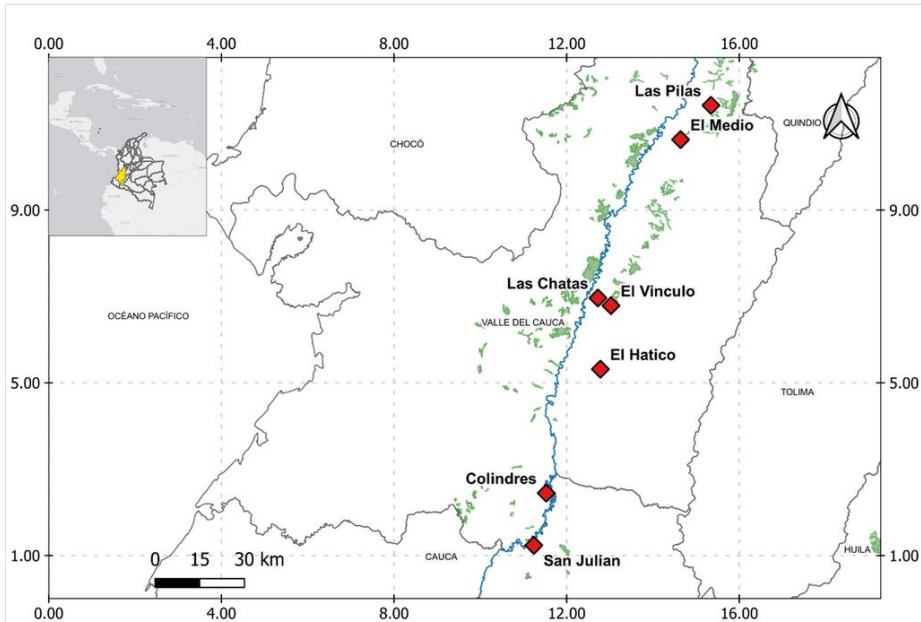 0.00 4.00 8.00 12.00 16.00
Las Pilas
El Medio
QUINDIO
CHOCÓ
9.00 9.00
Las Chatas
El Vinculo
OCÉANO PACÍFICO
VALLE DEL CAUCA
El Hatico
5.00 5.00
TOLIMA
Colindres
1.00 0 15 30 km CAUCA San Julian HUILA 1.00
0.00 4.00 8.00 12.00 16.00